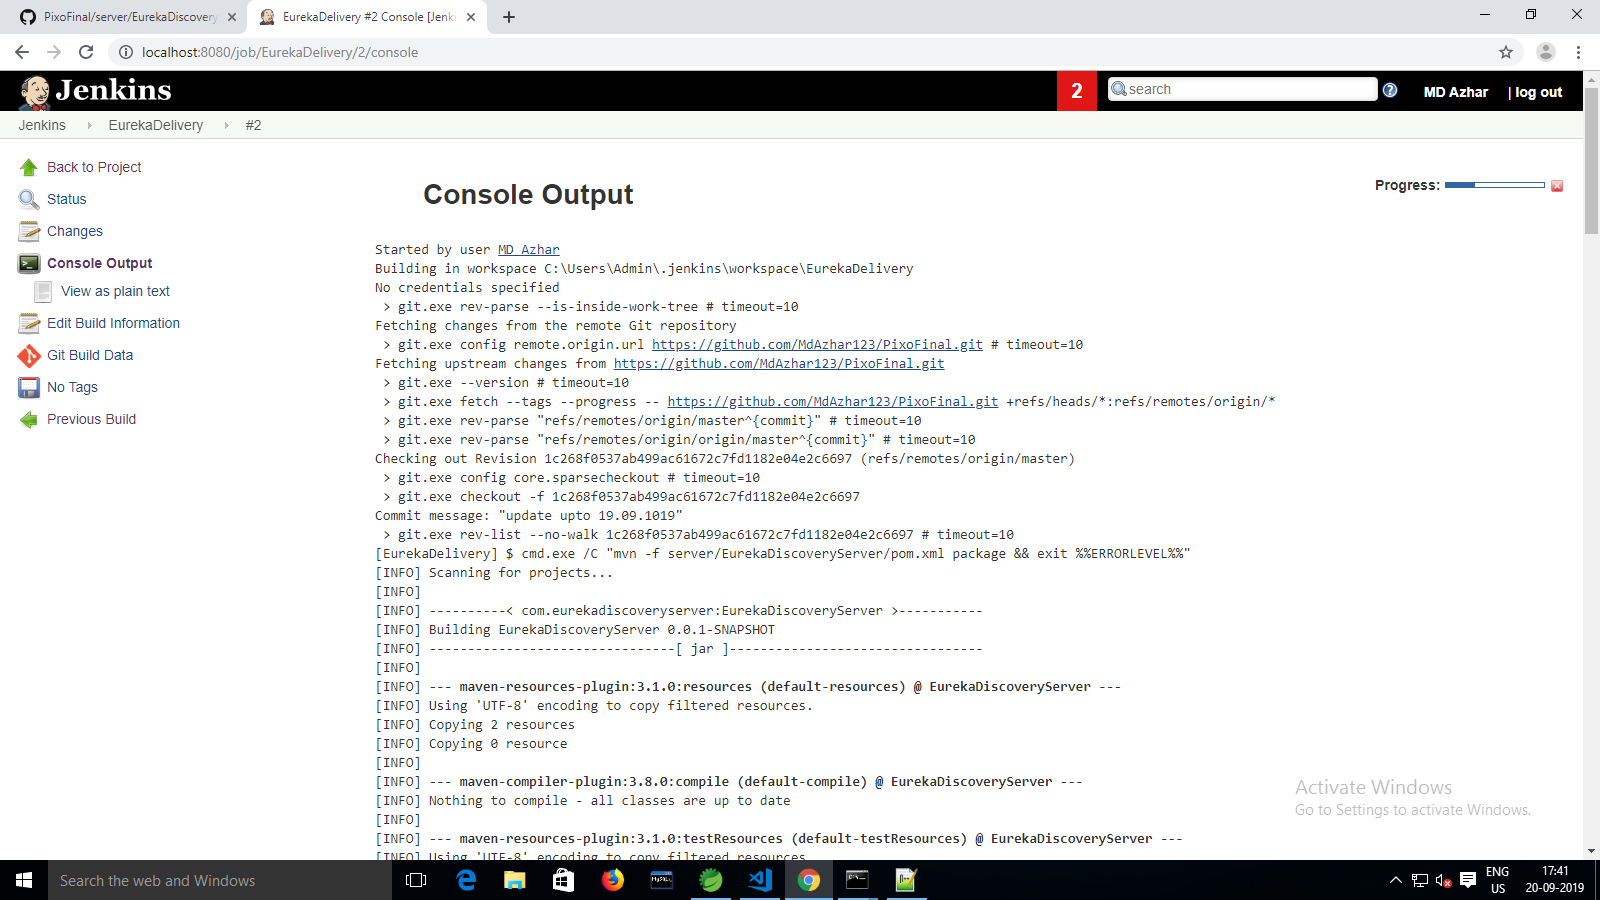 PixoFinal/server/EurekaDiscovery
EurekaDelivery #2 Console [Jenki
localhost:8080/job/EurekaDelivery/2/console
Jenkins
2
search
MD Azhar
| log out
Jenkins
EurekaDelivery
#2
Back to Project
Status
Changes
Console Output
View as plain text
Edit Build Information
Git Build Data
No Tags
Previous Build
Console Output
Progress:
Started by user MD Azhar
Building in workspace C:\Users\Admin\.jenkins\workspace\EurekaDelivery
No credentials specified
> git.exe rev-parse --is-inside-work-tree # timeout=10
Fetching changes from the remote Git repository
> git.exe config remote.origin.url https://github.com/MdAzhar123/PixoFinal.git # timeout=10
Fetching upstream changes from https://github.com/MdAzhar123/PixoFinal.git
> git.exe --version # timeout=10
> git.exe fetch --tags --progress -- https://github.com/MdAzhar123/PixoFinal.git +refs/heads/*:refs/remotes/origin/*
> git.exe rev-parse "refs/remotes/origin/master^{commit}" # timeout=10
> git.exe rev-parse "refs/remotes/origin/origin/master^{commit}" # timeout=10
Checking out Revision 1c268f0537ab499ac61672c7fd1182e04e2c6697 (refs/remotes/origin/master)
> git.exe config core.sparsecheckout # timeout=10
> git.exe checkout -f 1c268f0537ab499ac61672c7fd1182e04e2c6697
Commit message: "update upto 19.09.1019"
> git.exe rev-list --no-walk 1c268f0537ab499ac61672c7fd1182e04e2c6697 # timeout=10
[EurekaDelivery] $ cmd.exe /C "mvn -f server/EurekaDiscoveryServer/pom.xml package && exit %%ERRORLEVEL%%"
[INFO] Scanning for projects...
[INFO]
[INFO] ----------< com.eurekadiscoveryserver:EurekaDiscoveryServer >-----------
[INFO] Building EurekaDiscoveryServer 0.0.1-SNAPSHOT
[INFO] --------------------------------[ jar ]---------------------------------
[INFO]
[INFO] --- maven-resources-plugin:3.1.0:resources (default-resources) @ EurekaDiscoveryServer ---
[INFO] Using 'UTF-8' encoding to copy filtered resources.
[INFO] Copying 2 resources
[INFO] Copying 0 resource
[INFO]
[INFO] --- maven-compiler-plugin:3.8.0:compile (default-compile) @ EurekaDiscoveryServer ---
[INFO] Nothing to compile - all classes are up to date
[INFO]
[INFO] --- maven-resources-plugin:3.1.0:testResources (default-testResources) @ EurekaDiscoveryServer ---
[INFO] Using 'UTF-8' encoding to copy filtered resources
Activate Windows
Go to Settings to activate Windows.
Search the web and Windows
ENG
US
17:41
20-09-2019